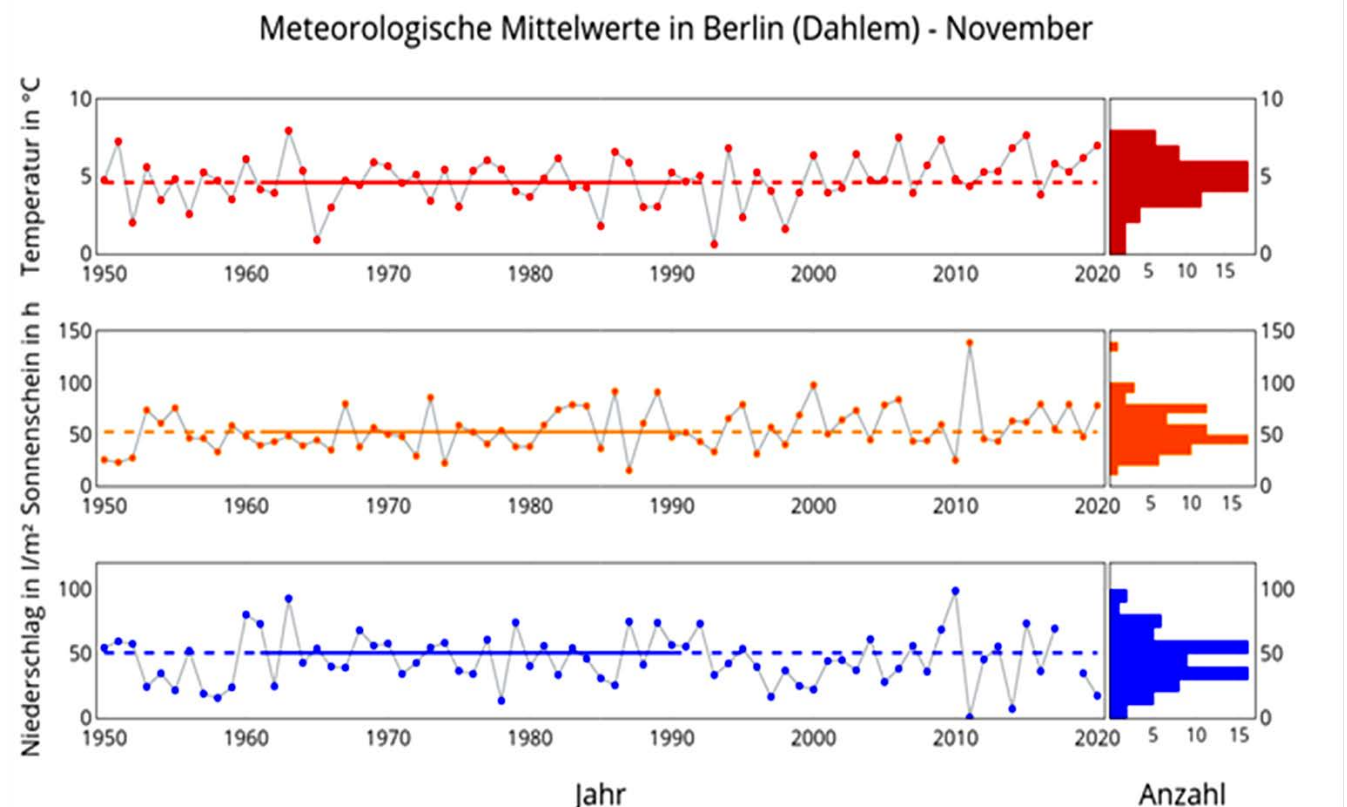 Meteorologische Mittelwerte in Berlin (Dahlem) - November
Temperatur in °C
10
5
0
1950 1960 1970 1980 1990 2000 2010 2020
10
5
0
5 10 15
Sonnenschein in h
150
100
50
0
1950 1960 1970 1980 1990 2000 2010 2020
150
100
50
0
5 10 15
Niederschlag in l/m²
100
50
0
1950 1960 1970 1980 1990 2000 2010 2020
100
50
0
5 10 15
Jahr
Anzahl